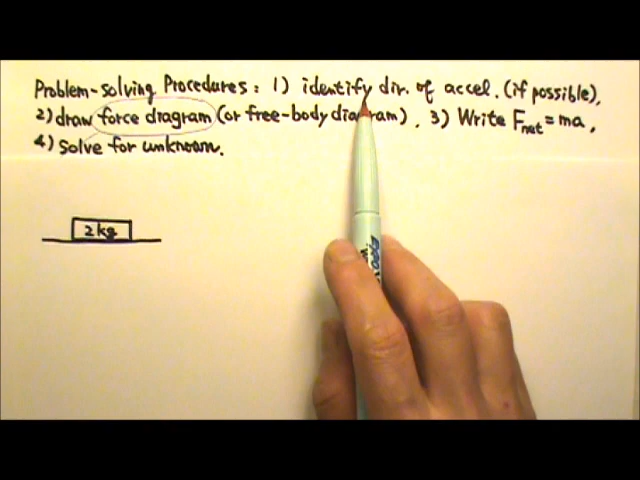 Problem-solving Procedures: 1) identify dir. of accel. (if possible),
2) draw force diagram (or free-body diagram), 3) Write Fnet = ma,
4) Solve for unknown.
2kg
EXPO